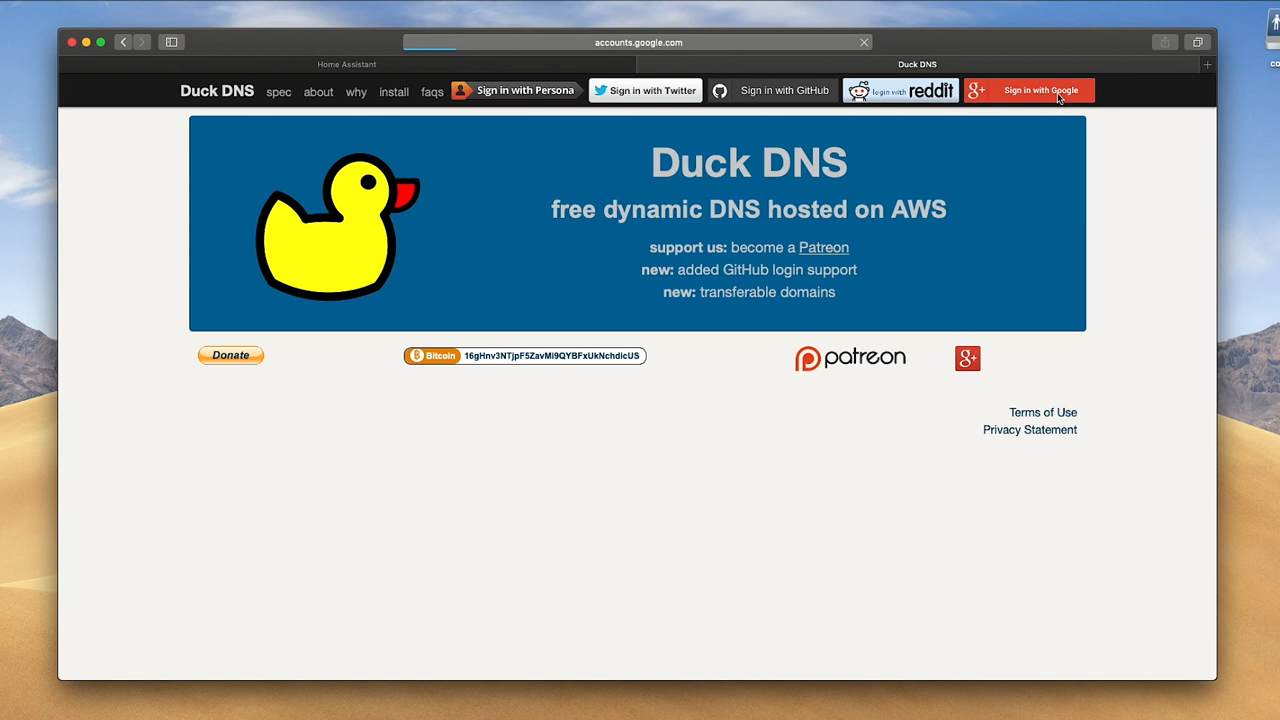 accounts.google.com
Home Assistant
Duck DNS
Duck DNS spec about why install faqs Sign in with Persona Sign in with Twitter Sign in with GitHub login with reddit g+ Sign in with Google
Duck DNS
free dynamic DNS hosted on AWS
support us: become a Patreon
new: added GitHub login support
new: transferable domains
Donate
Bitcoin 16gHnv3NTjpF5ZavMi9QYBFxUkNchdicUS
patreon
g+
Terms of Use
Privacy Statement
co